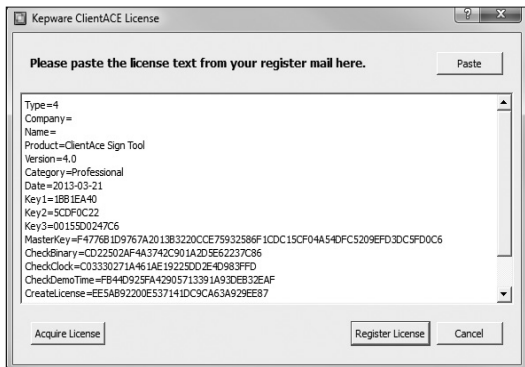 Kepware ClientACE License
Please paste the license text from your register mail here.
Paste
Type=4
Company=
Name=
Product=ClientAce Sign Tool
Version=4.0
Category=Professional
Date=2013-03-21
Key1=1BB1EA40
Key2=5CDF0C22
Key3=00155D0247C6
MasterKey=F4776B1D9767A2013B3220CCE75932586F1CDC15CF04A54DFC5209EFD3DC5FD0C6
CheckBinary=CD22502AF4A3742C901A2D5E62237C86
CheckClock=C03330271A461AE19225DD2E4D983FFD
CheckDemoTime=FB44D925FA42905713391A93DEB32EAF
CreateLicense=EE5AB92200E537141DC9CA63A929EE87
Acquire License
Register License
Cancel